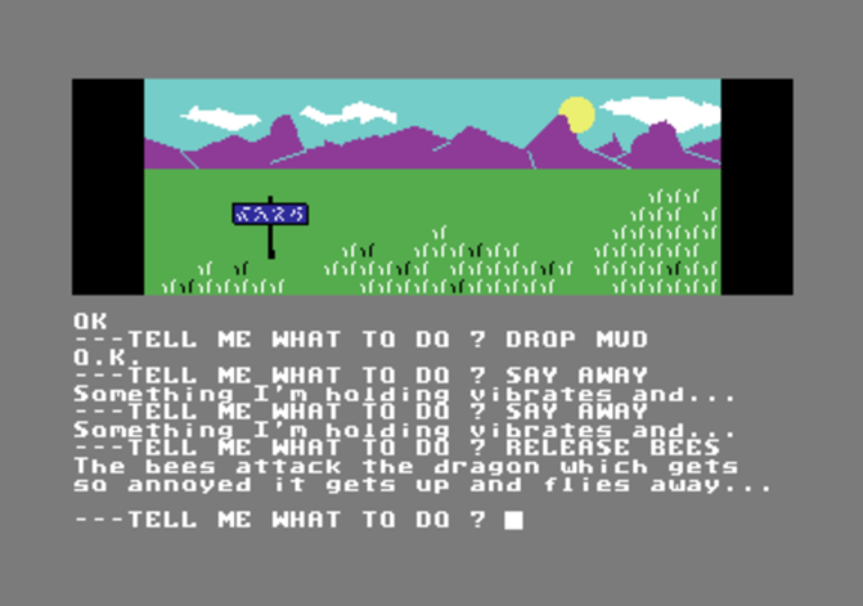 OK
---TELL ME WHAT TO DO ? DROP MUD
O.K.
---TELL ME WHAT TO DO ? SAY AWAY
Something I'm holding vibrates and...
---TELL ME WHAT TO DO ? SAY AWAY
Something I'm holding vibrates and...
---TELL ME WHAT TO DO ? RELEASE BEES
The bees attack the dragon which gets
so annoyed it gets up and flies away...
---TELL ME WHAT TO DO ?